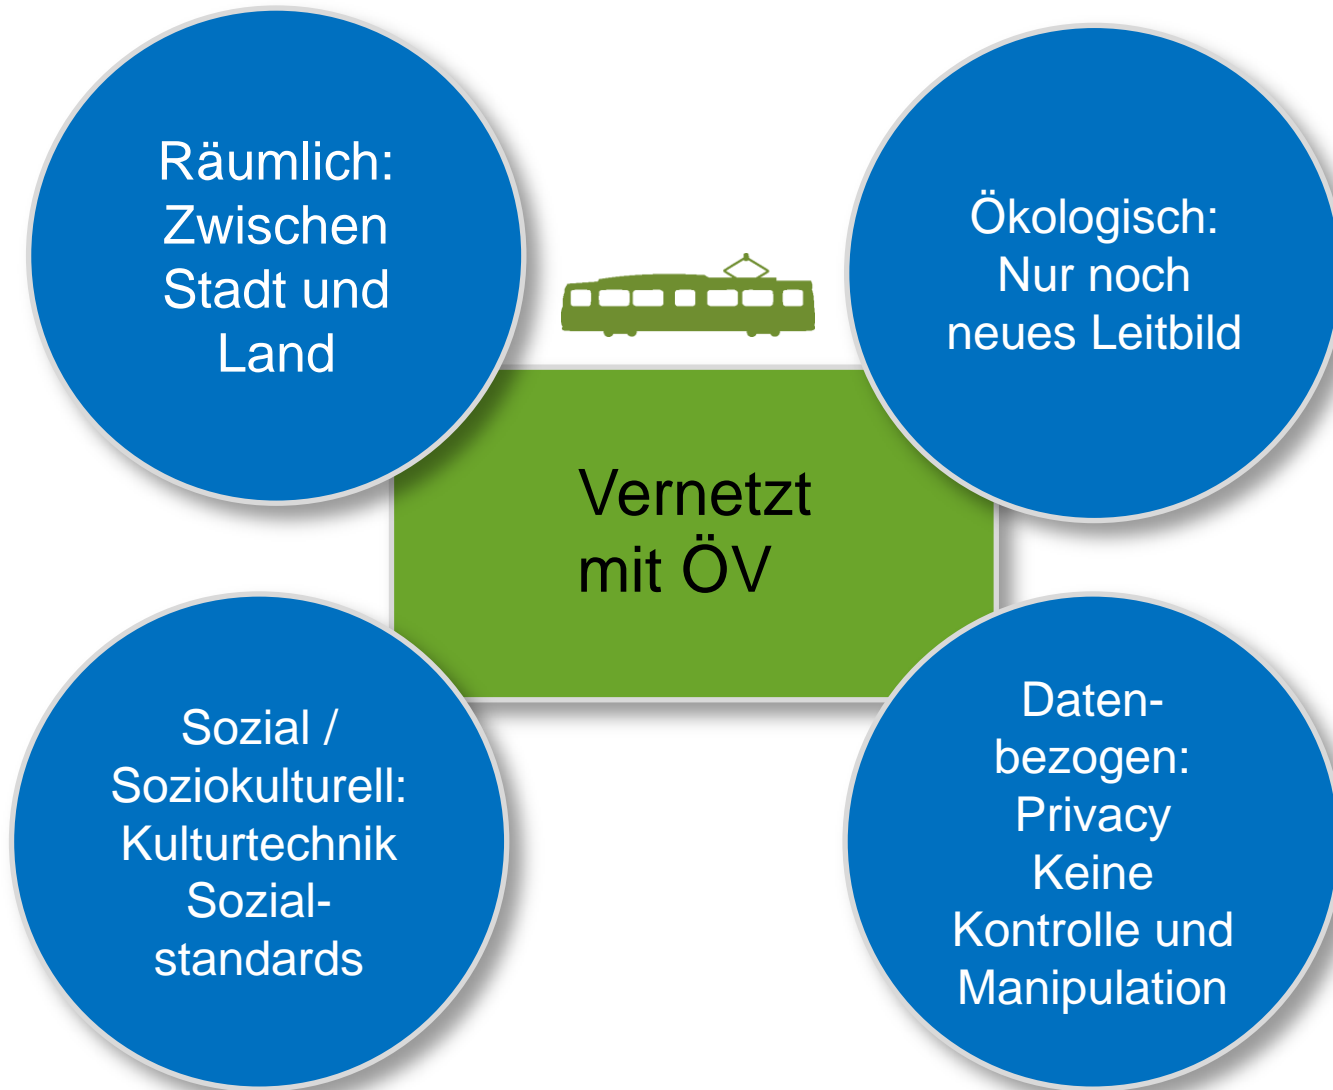 Räumlich:
Zwischen
Stadt und
Land
Ökologisch:
Nur noch
neues Leitbild
Vernetzt
mit ÖV
Sozial /
Soziokulturell:
Kulturtechnik
Sozial-
standards
Daten-
bezogen:
Privacy
Keine
Kontrolle und
Manipulation